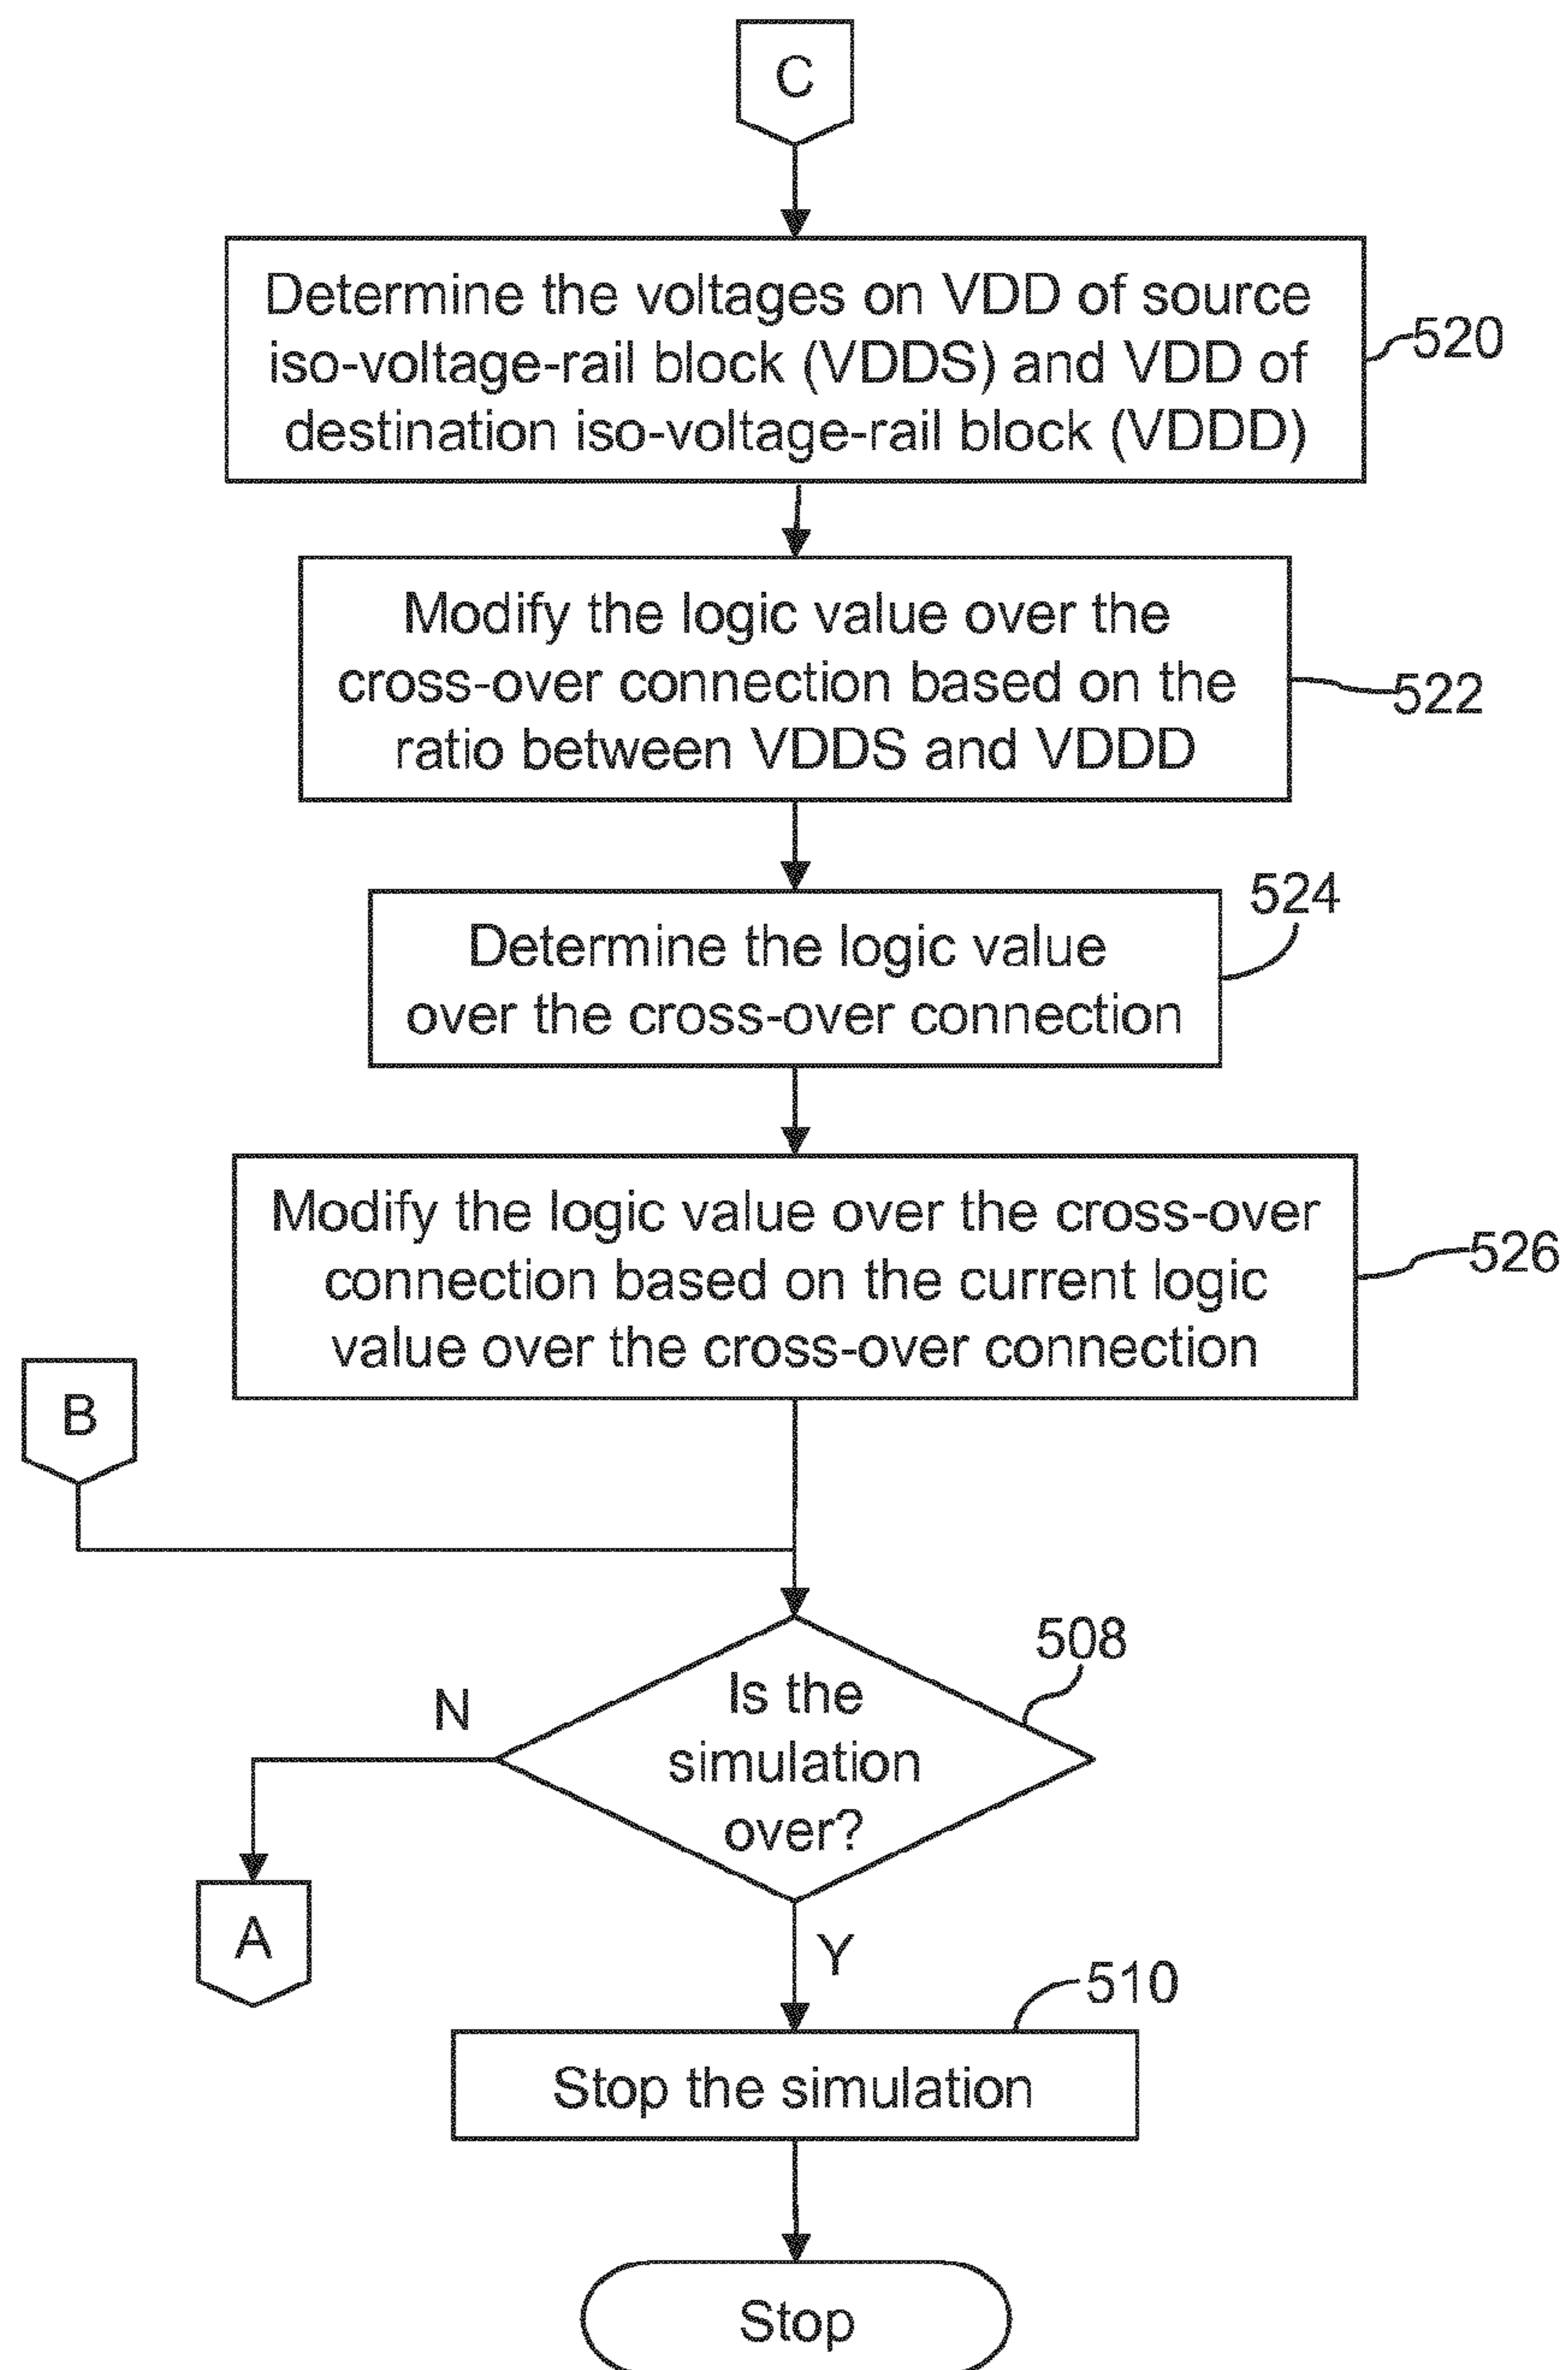 C
Determine the voltages on VDD of source
iso-voltage-rail block (VDDS) and VDD of
destination iso-voltage-rail block (VDDD)
520
Modify the logic value over the
cross-over connection based on the
ratio between VDDS and VDDD
522
524
Determine the logic value
over the cross-over connection
Modify the logic value over the cross-over
connection based on the current logic
value over the cross-over connection
526
B
508
Is the
simulation
over?
N
A
Y
510
Stop the simulation
Stop